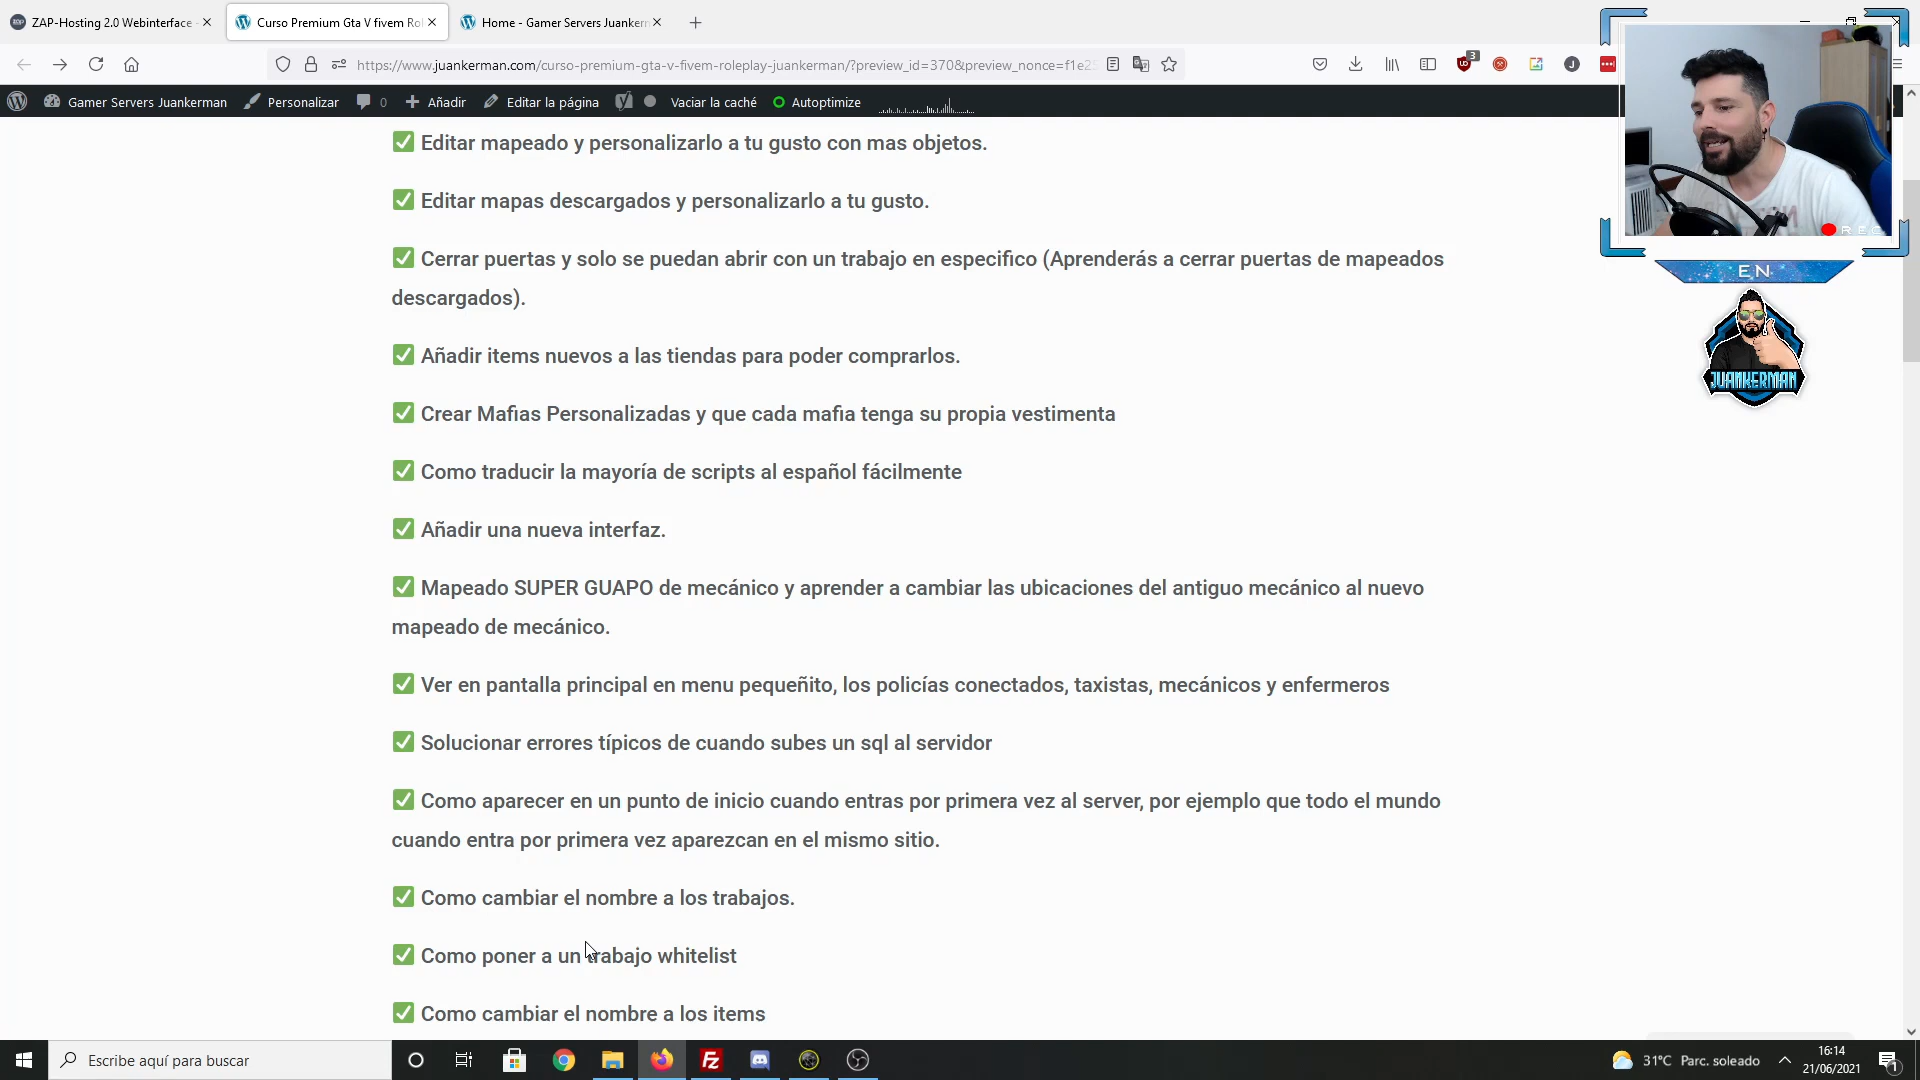 ZAP-Hosting 2.0 Webinterface -
Curso Premium Gta V fivem Rol
Home - Gamer Servers Juankerm
https://www.juankerman.com/curso-premium-gta-v-fivem-roleplay-juankerman/?preview_id=370&preview_nonce=f1e25
3
Gamer Servers Juankerman
Personalizar
0
Añadir
Editar la página
Vaciar la caché
Autoptimize
✅ Editar mapeado y personalizarlo a tu gusto con mas objetos.
✅ Editar mapas descargados y personalizarlo a tu gusto.
✅ Cerrar puertas y solo se puedan abrir con un trabajo en especifico (Aprenderás a cerrar puertas de mapeados
descargados).
✅ Añadir items nuevos a las tiendas para poder comprarlos.
✅ Crear Mafias Personalizadas y que cada mafia tenga su propia vestimenta
✅ Como traducir la mayoría de scripts al español fácilmente
✅ Añadir una nueva interfaz.
✅ Mapeado SUPER GUAPO de mecánico y aprender a cambiar las ubicaciones del antiguo mecánico al nuevo
mapeado de mecánico.
✅ Ver en pantalla principal en menu pequeñito, los policías conectados, taxistas, mecánicos y enfermeros
✅ Solucionar errores típicos de cuando subes un sql al servidor
✅ Como aparecer en un punto de inicio cuando entras por primera vez al server, por ejemplo que todo el mundo
cuando entra por primera vez aparezcan en el mismo sitio.
✅ Como cambiar el nombre a los trabajos.
✅ Como poner a un trabajo whitelist
✅ Como cambiar el nombre a los items
REC
EN
JUANKERMAN
Escribe aquí para buscar
31°C Parc. soleado
16:14
21/06/2021
1